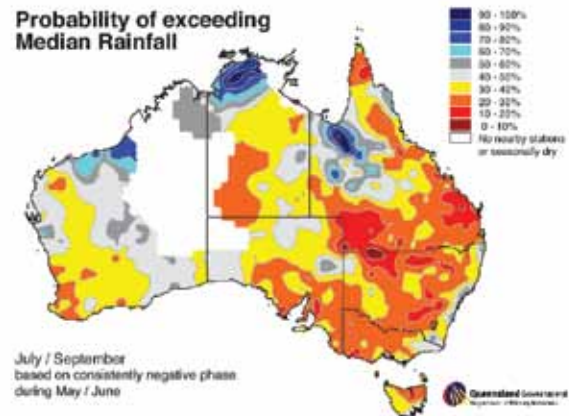 Probability of exceeding
Median Rainfall
90 - 100%
80 - 90%
70 - 80%
60 - 70%
50 - 60%
40 - 50%
30 - 40%
20 - 30%
10 - 20%
0 - 10%
No nearby stations
or seasonally dry
July / September
based on consistently negative phase
during May / June
Queensland Government